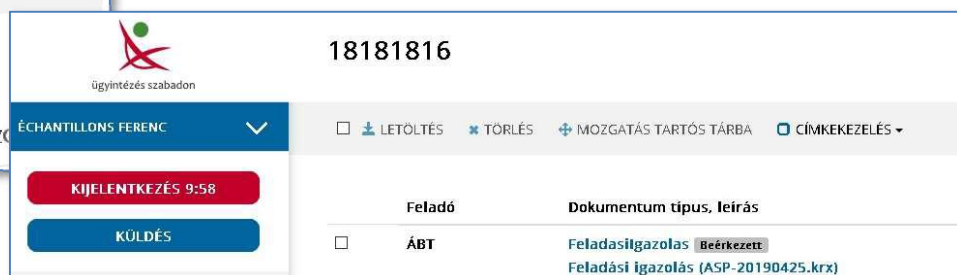 ügyintézés szabadon
18181816
ÉCHANTILLONS FERENC
LETÖLTÉS TÖRLÉS MOZGATÁS TARTÓS TÁRBA CÍMKEKEZELÉS
KIJELENTKEZÉS 9:58
KÜLDÉS
Feladó Dokumentum típus, leírás
ÁBT FeladasiIgazolas Beérkezett
Feladási igazolás (ASP-20190425.krx)